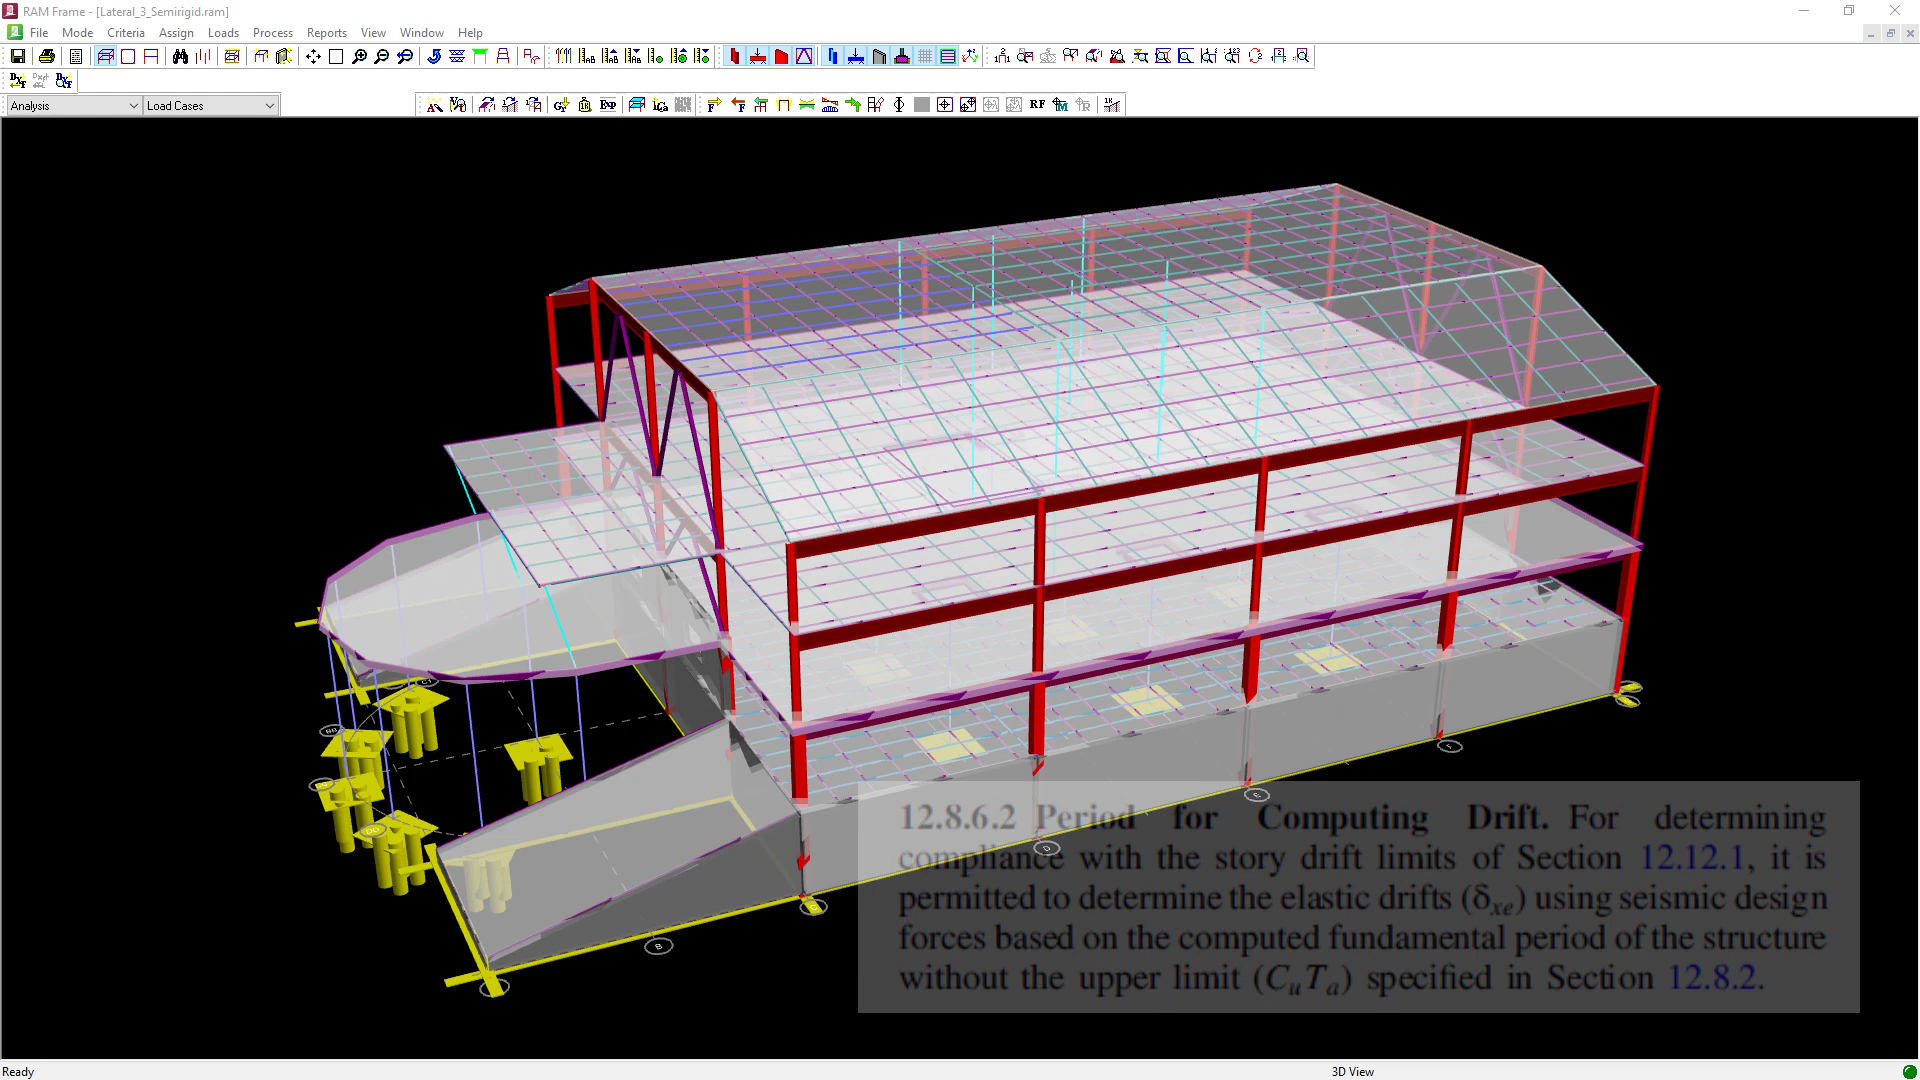 RAM Frame - [Lateral_3_Semirigid.ram]
File Mode Criteria Assign Loads Process Reports View Window Help
Analysis Load Cases
RF
12.8.6.2 Period for Computing Drift. For determining
compliance with the story drift limits of Section 12.12.1, it is
permitted to determine the elastic drifts (δxe) using seismic design
forces based on the computed fundamental period of the structure
without the upper limit (CuTa) specified in Section 12.8.2.
DD
D
E
F
B
Ready 3D View